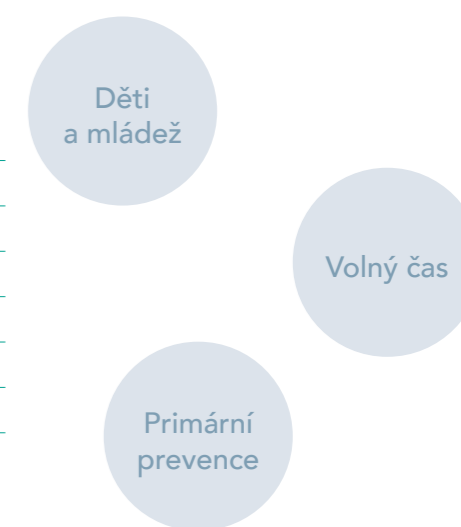 Děti
a mládež
Volný čas
Primární
prevence